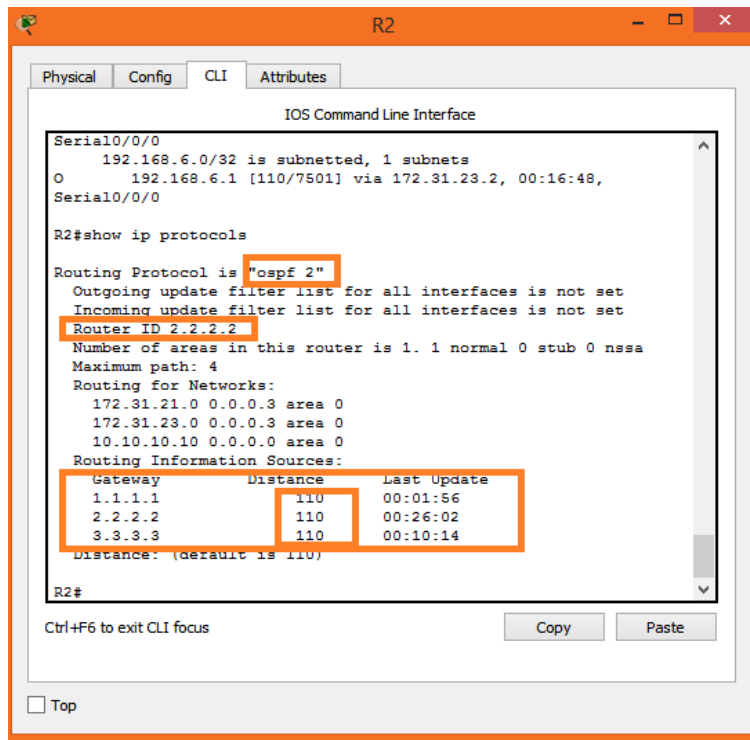 R2
Physical Config CLI Attributes
IOS Command Line Interface
Serial0/0/0
192.168.6.0/32 is subnetted, 1 subnets
O 192.168.6.1 [110/7501] via 172.31.23.2, 00:16:48,
Serial0/0/0
R2#show ip protocols
Routing Protocol is "ospf 2"
Outgoing update filter list for all interfaces is not set
Incoming update filter list for all interfaces is not set
Router ID 2.2.2.2
Number of areas in this router is 1. 1 normal 0 stub 0 nssa
Maximum path: 4
Routing for Networks:
172.31.21.0 0.0.0.3 area 0
172.31.23.0 0.0.0.3 area 0
10.10.10.10 0.0.0.0 area 0
Routing Information Sources:
Gateway Distance Last Update
1.1.1.1 110 00:01:56
2.2.2.2 110 00:26:02
3.3.3.3 110 00:10:14
Distance: (default is 110)
R2#
Ctrl+F6 to exit CLI focus
Copy Paste
Top